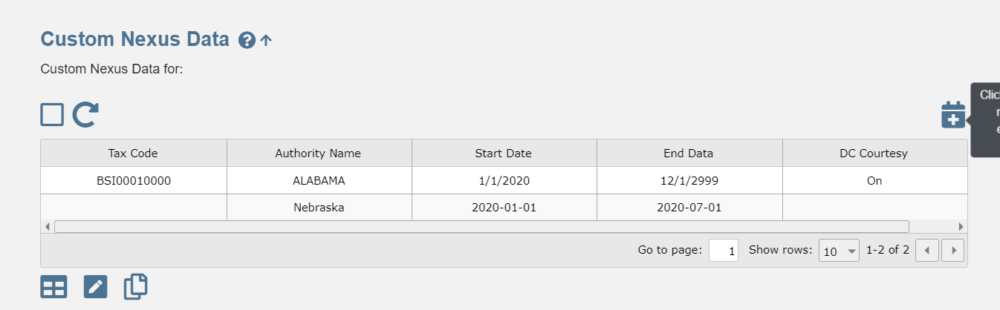 Custom Nexus Data
Custom Nexus Data for:
Tax Code Authority Name Start Date End Data DC Courtesy
BSI00010000 ALABAMA 1/1/2020 12/1/2999 On
Nebraska 2020-01-01 2020-07-01
Go to page: 1 Show rows: 10 1-2 of 2